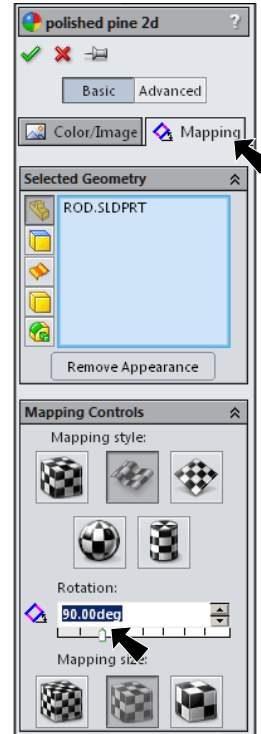 polished pine 2d ?
Basic Advanced
Color/Image Mapping
Selected Geometry
ROD.SLDPRT
Remove Appearance
Mapping Controls
Mapping style:
Rotation:
90.00deg
Mapping size: